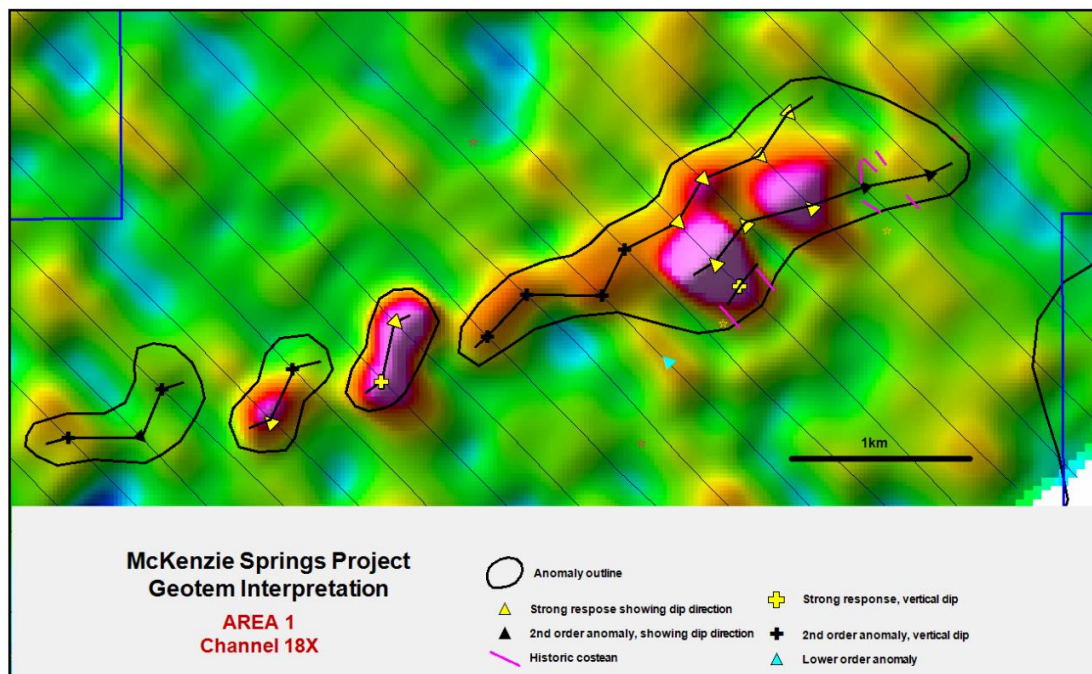 1km
McKenzie Springs Project
Geotem Interpretation
AREA 1
Channel 18X
Anomaly outline
Strong respose showing dip direction
2nd order anomaly, showing dip direction
Historic costean
Strong response, vertical dip
2nd order anomaly, vertical dip
Lower order anomaly